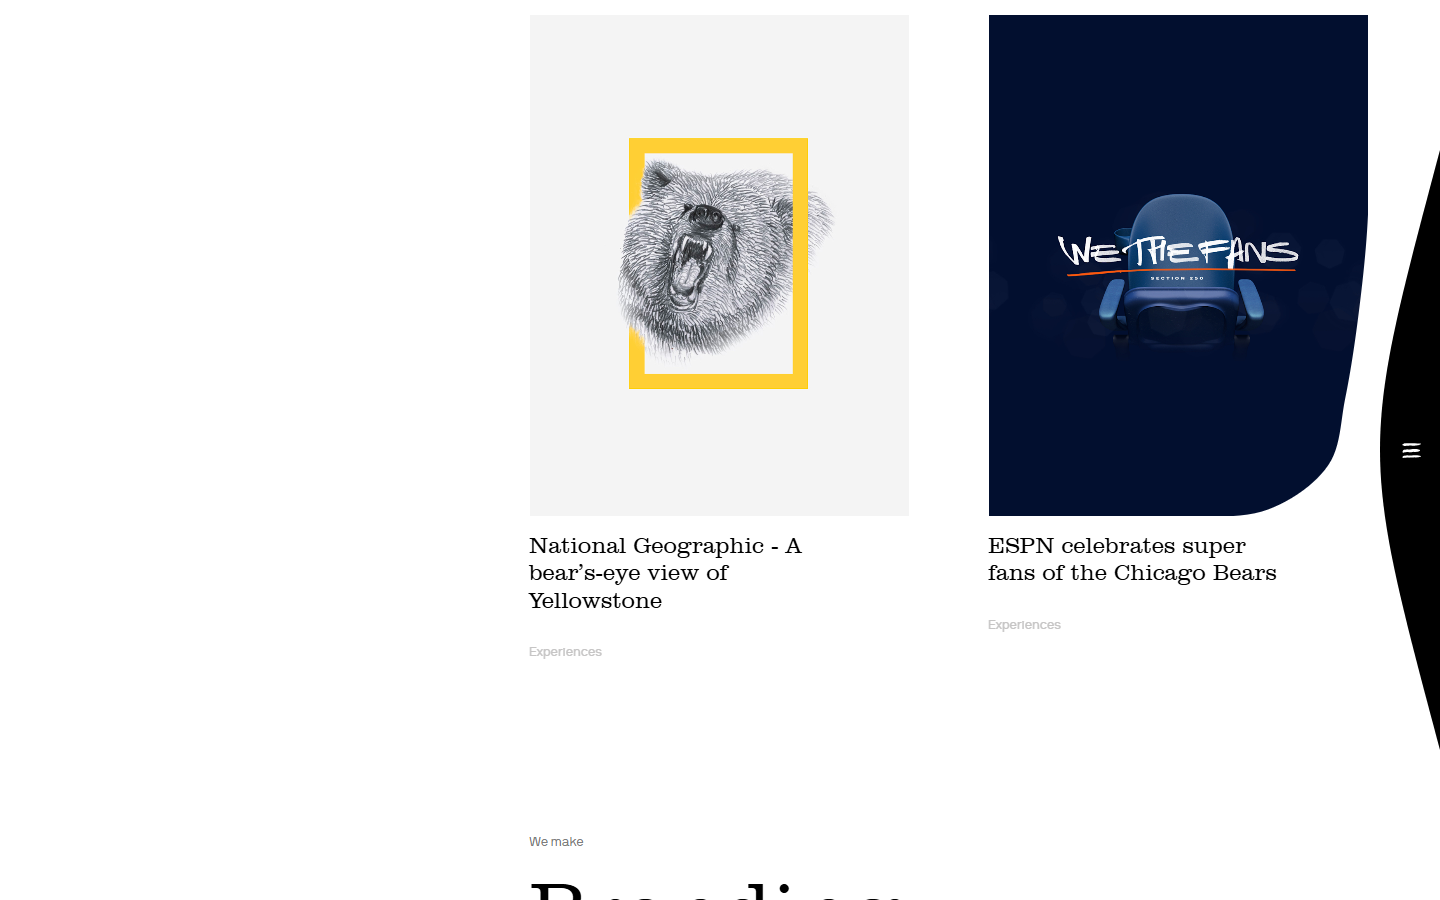 WE THE FANS
SECTION 250
National Geographic - A
bear’s-eye view of
Yellowstone
Experiences
ESPN celebrates super
fans of the Chicago Bears
Experiences
We make